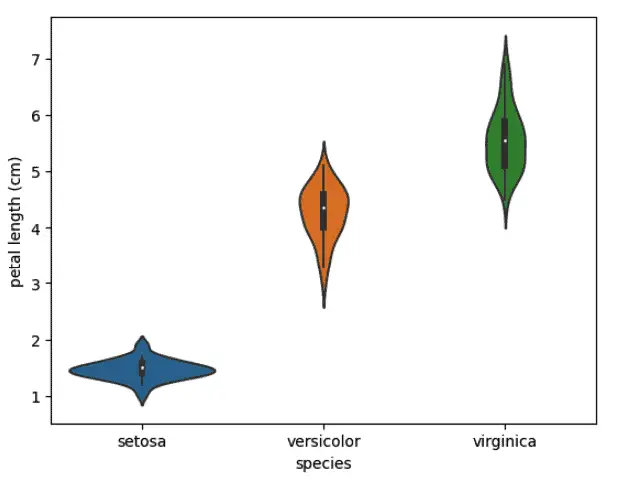 petal length (cm)
7
6
5
4
3
2
1
setosa versicolor virginica
species